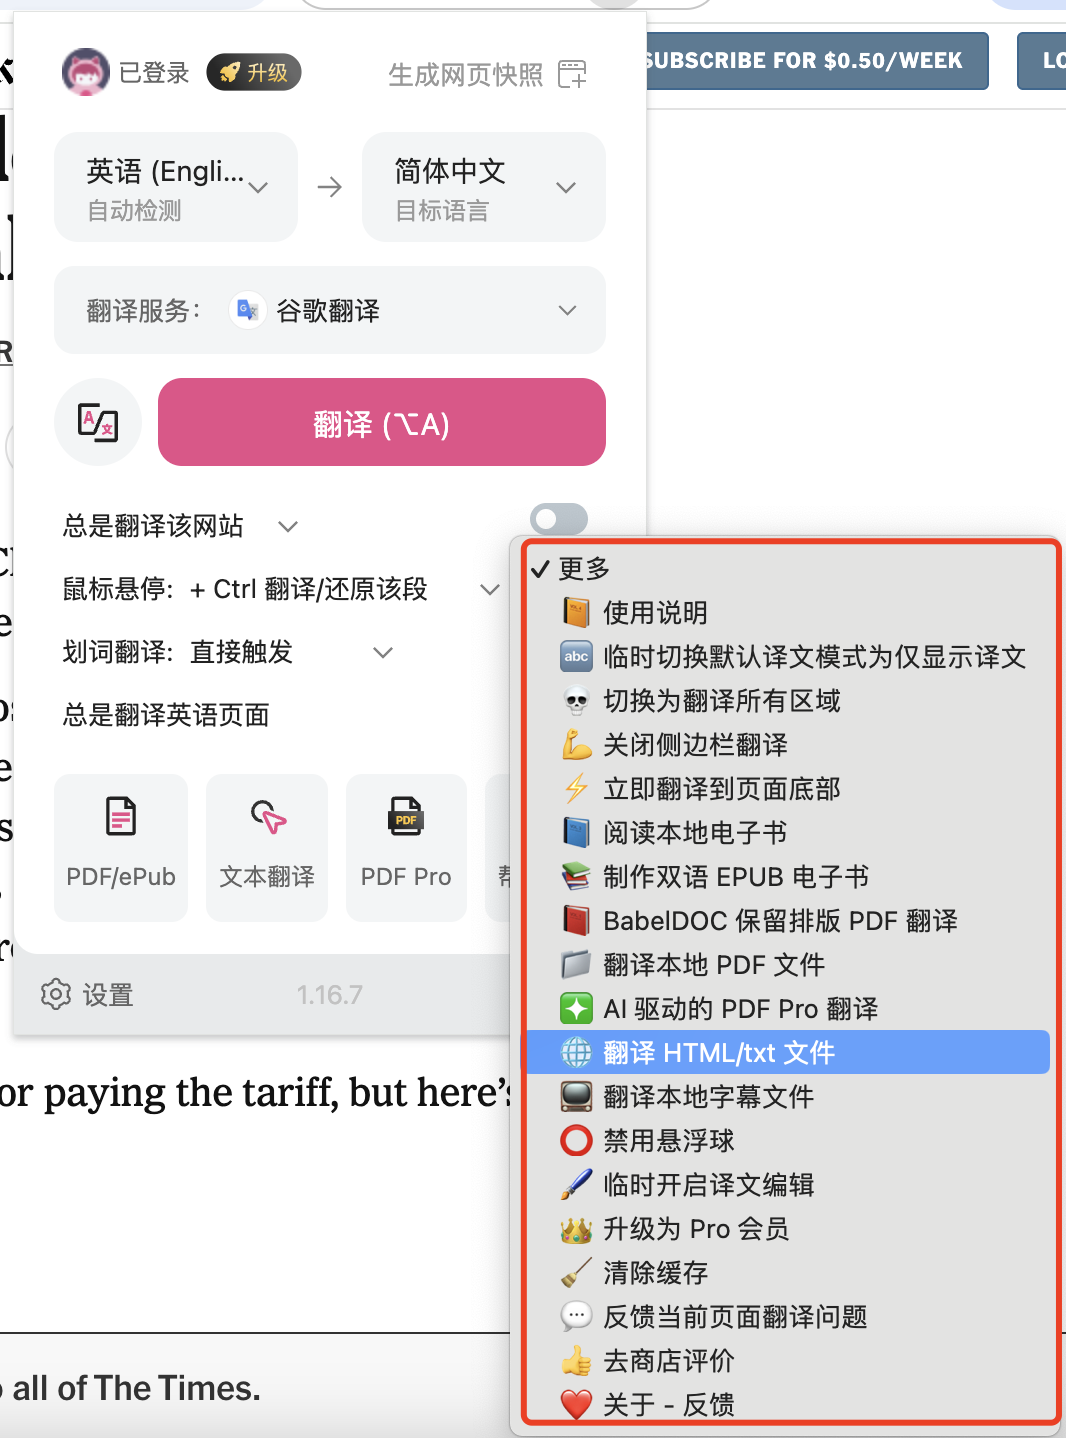 已登录
升级
生成网页快照
SUBSCRIBE FOR $0.50/WEEK
LO
英语 (Engli...
自动检测
简体中文
目标语言
翻译服务:
谷歌翻译
翻译 (⌥A)
总是翻译该网站
鼠标悬停: + Ctrl 翻译/还原该段
划词翻译: 直接触发
总是翻译英语页面
PDF/ePub
文本翻译
PDF
PDF Pro
设置
1.16.7
✓ 更多
使用说明
abc 临时切换默认译文模式为仅显示译文
切换为翻译所有区域
关闭侧边栏翻译
立即翻译到页面底部
阅读本地电子书
制作双语 EPUB 电子书
BabelDOC 保留排版 PDF 翻译
翻译本地 PDF 文件
AI 驱动的 PDF Pro 翻译
翻译 HTML/txt 文件
翻译本地字幕文件
禁用悬浮球
临时开启译文编辑
升级为 Pro 会员
清除缓存
反馈当前页面翻译问题
去商店评价
关于 - 反馈
or paying the tariff, but here's
all of The Times.